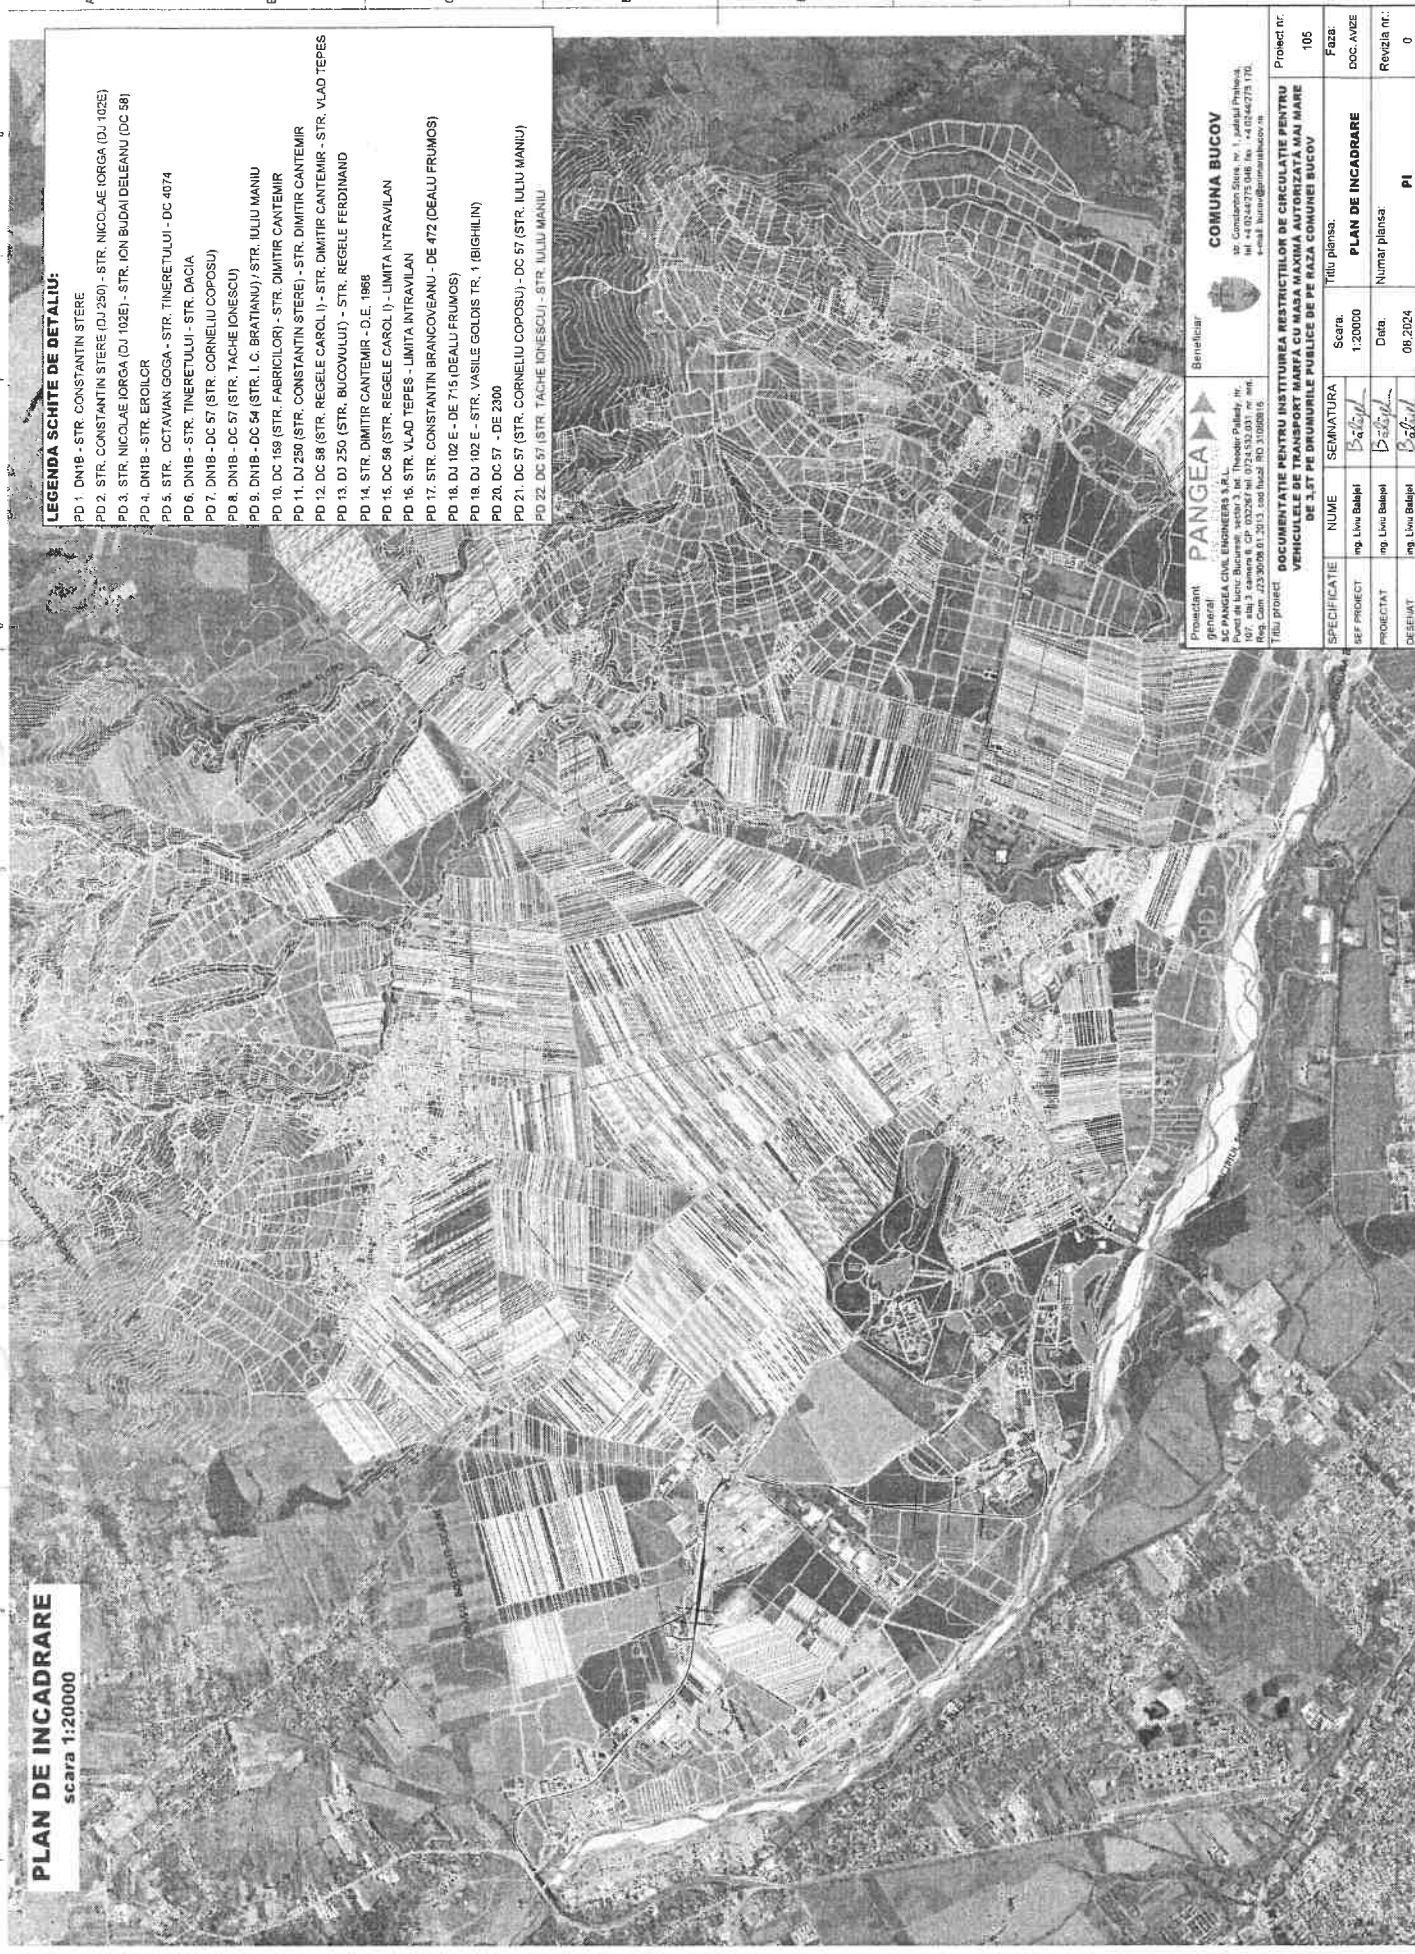 PLAN DE INCADRARE
scara 1:20000
LEGENDA SCHITE DE DETALIU:
PD 1. DN1B - STR. CONSTANTIN STERE
PD 2. STR. CONSTANTIN STERE (DJ 250) - STR. NICOLAE IORGA (DJ 102E)
PD 3. STR. NICOLAE IORGA (DJ 102E) - STR. ION BUDAI DELEANU (DC 58)
PD 4. DN1B - STR. EROILOR
PD 5. STR. OCTAVIAN GOGA - STR. TINERETULUI - DC 4074
PD 6. DN1B - STR. TINERETULUI - STR. DACIA
PD 7. DN1B - DC 57 (STR. CORNELIU COPOSU)
PD 8. DN1B - DC 57 (STR. TACHE IONESCU)
PD 9. DN1B - DC 54 (STR. I. C. BRATIANU) / STR. IULIU MANIU
PD 10. DC 159 (STR. FABRICILOR) - STR. DIMITIR CANTEMIR
PD 11. DJ 250 (STR. CONSTANTIN STERE) - STR. DIMITIR CANTEMIR
PD 12. DC 58 (STR. REGELE CAROL I) - STR. DIMITIR CANTEMIR - STR. VLAD TEPES
PD 13. DJ 250 (STR. BUCOVULUI) - STR. REGELE FERDINAND
PD 14. STR. DIMITIR CANTEMIR - D.E. 1968
PD 15. DC 58 (STR. REGELE CAROL I) - LIMITA INTRAVILAN
PD 16. STR. VLAD TEPES - LIMITA INTRAVILAN
PD 17. STR. CONSTANTIN BRANCOVEANU - DE 472 (DEALU FRUMOS)
PD 18. DJ 102 E - DE 715 (DEALU FRUMOS)
PD 19. DJ 102 E - STR. VASILE GOLDIS TR. 1 (BIGHILIN)
PD 20. DC 57 - DE 2300
PD 21. DC 57 (STR. CORNELIU COPOSU) - DC 57 (STR. IULIU MANIU)
PD 22. DC 57 (STR. TACHE IONESCU) - STR. IULIU MANIU
PD 5
Proiectant
general:
PANGEA
SC PANGEA CIVIL ENGINEERS S.R.L.
Beneficiar
COMUNA BUCOV
str. Constantin Stere, nr. 1, judetul Prahova,
Titlu proiect:
DOCUMENTATIE PENTRU INSTITUIREA RESTRICTIILOR DE CIRCULATIE PENTRU
VEHICULELE DE TRANSPORT MARFĂ CU MASA MAXIMĂ AUTORIZATĂ MAI MARE
DE 3,5T PE DRUMURILE PUBLICE DE PE RAZA COMUNEI BUCOV
Proiect nr.
105
SPECIFICATIE
NUME
SEMNATURA
Scara:
1:20000
Titlu plansa:
PLAN DE INCADRARE
Faza:
DOC. AVIZE
SEF PROIECT
ing. Liviu Balajel
PROIECTAT
ing. Liviu Balajel
Data:
08.2024
Numar plansa:
PI
Revizia nr.:
0
DESENAT
ing. Liviu Balajel